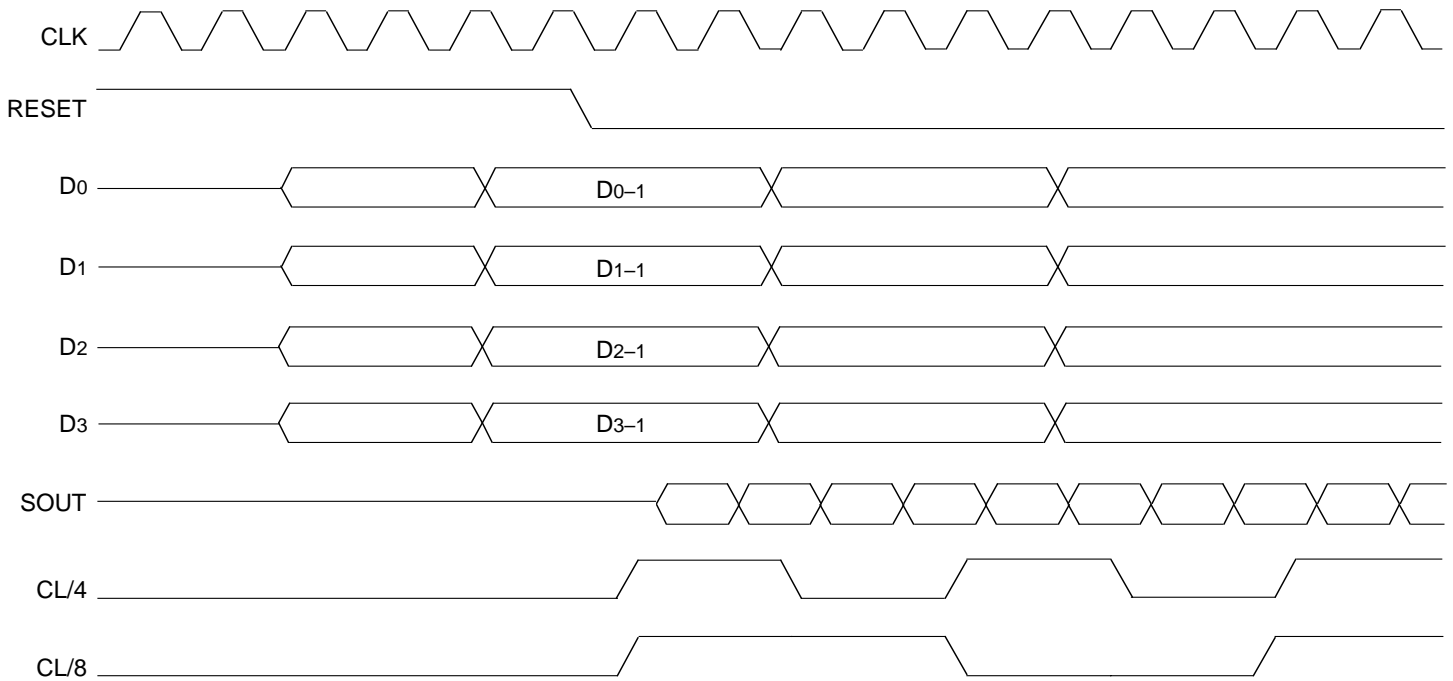 CLK
RESET
D0
D0–1
D1
D1–1
D2
D2–1
D3
D3–1
SOUT
CL/4
CL/8